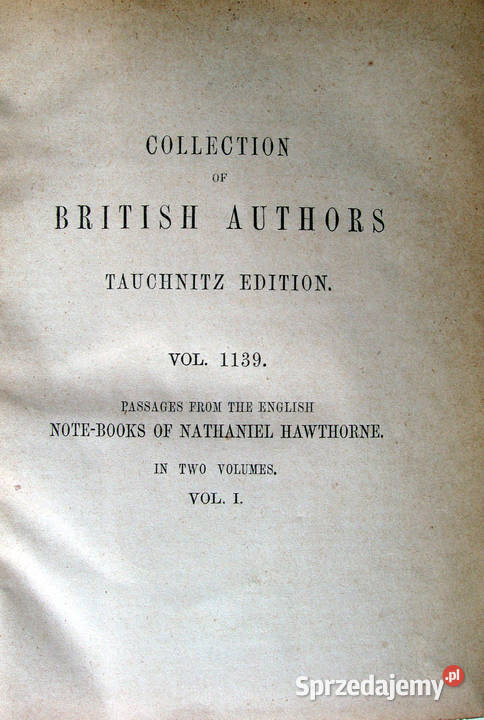 COLLECTION
OF
BRITISH AUTHORS
TAUCHNITZ EDITION.
VOL. 1139.
PASSAGES FROM THE ENGLISH
NOTE-BOOKS OF NATHANIEL HAWTHORNE.
IN TWO VOLUMES.
VOL. I.
Sprzedajemy.pl